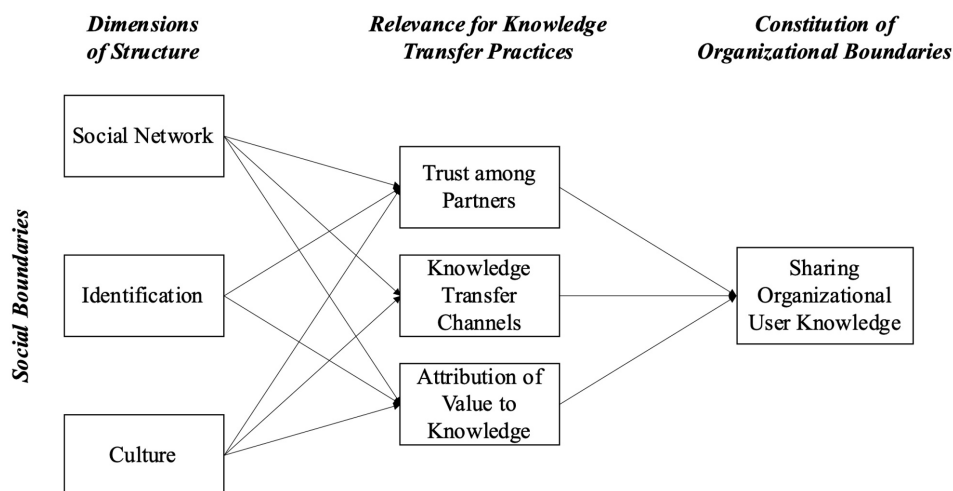 Dimensions
of Structure
Relevance for Knowledge
Transfer Practices
Constitution of
Organizational Boundaries
Social Boundaries
Social Network
Identification
Culture
Trust among
Partners
Knowledge
Transfer
Channels
Attribution of
Value to
Knowledge
Sharing
Organizational
User Knowledge